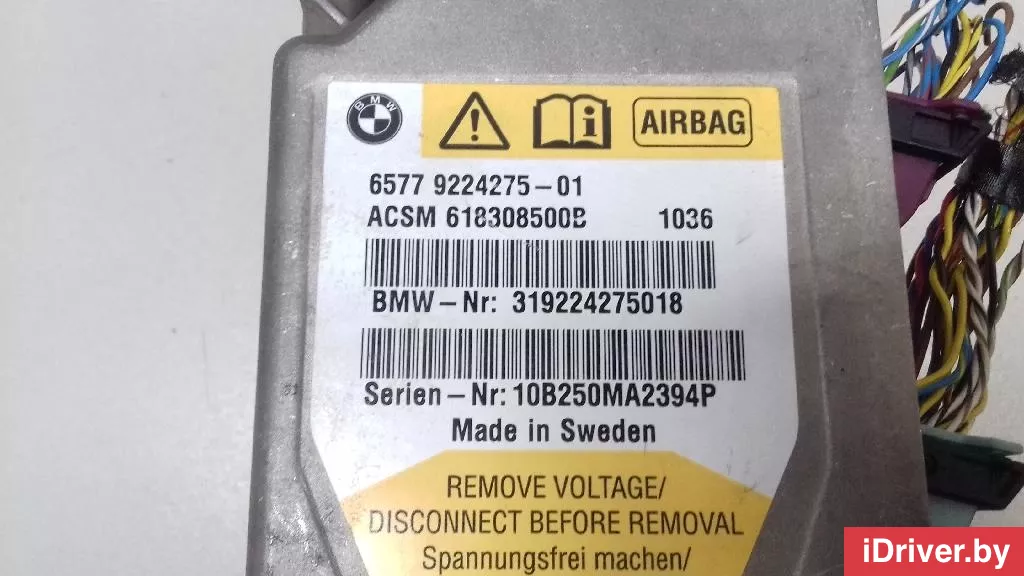 BMW
AIRBAG
6577 9224275-01
ACSM 618308500B 1036
BMW-Nr: 319224275018
Serien-Nr: 10B250MA2394P
Made in Sweden
REMOVE VOLTAGE/
DISCONNECT BEFORE REMOVAL
Spannungsfrei machen/
iDriver.by